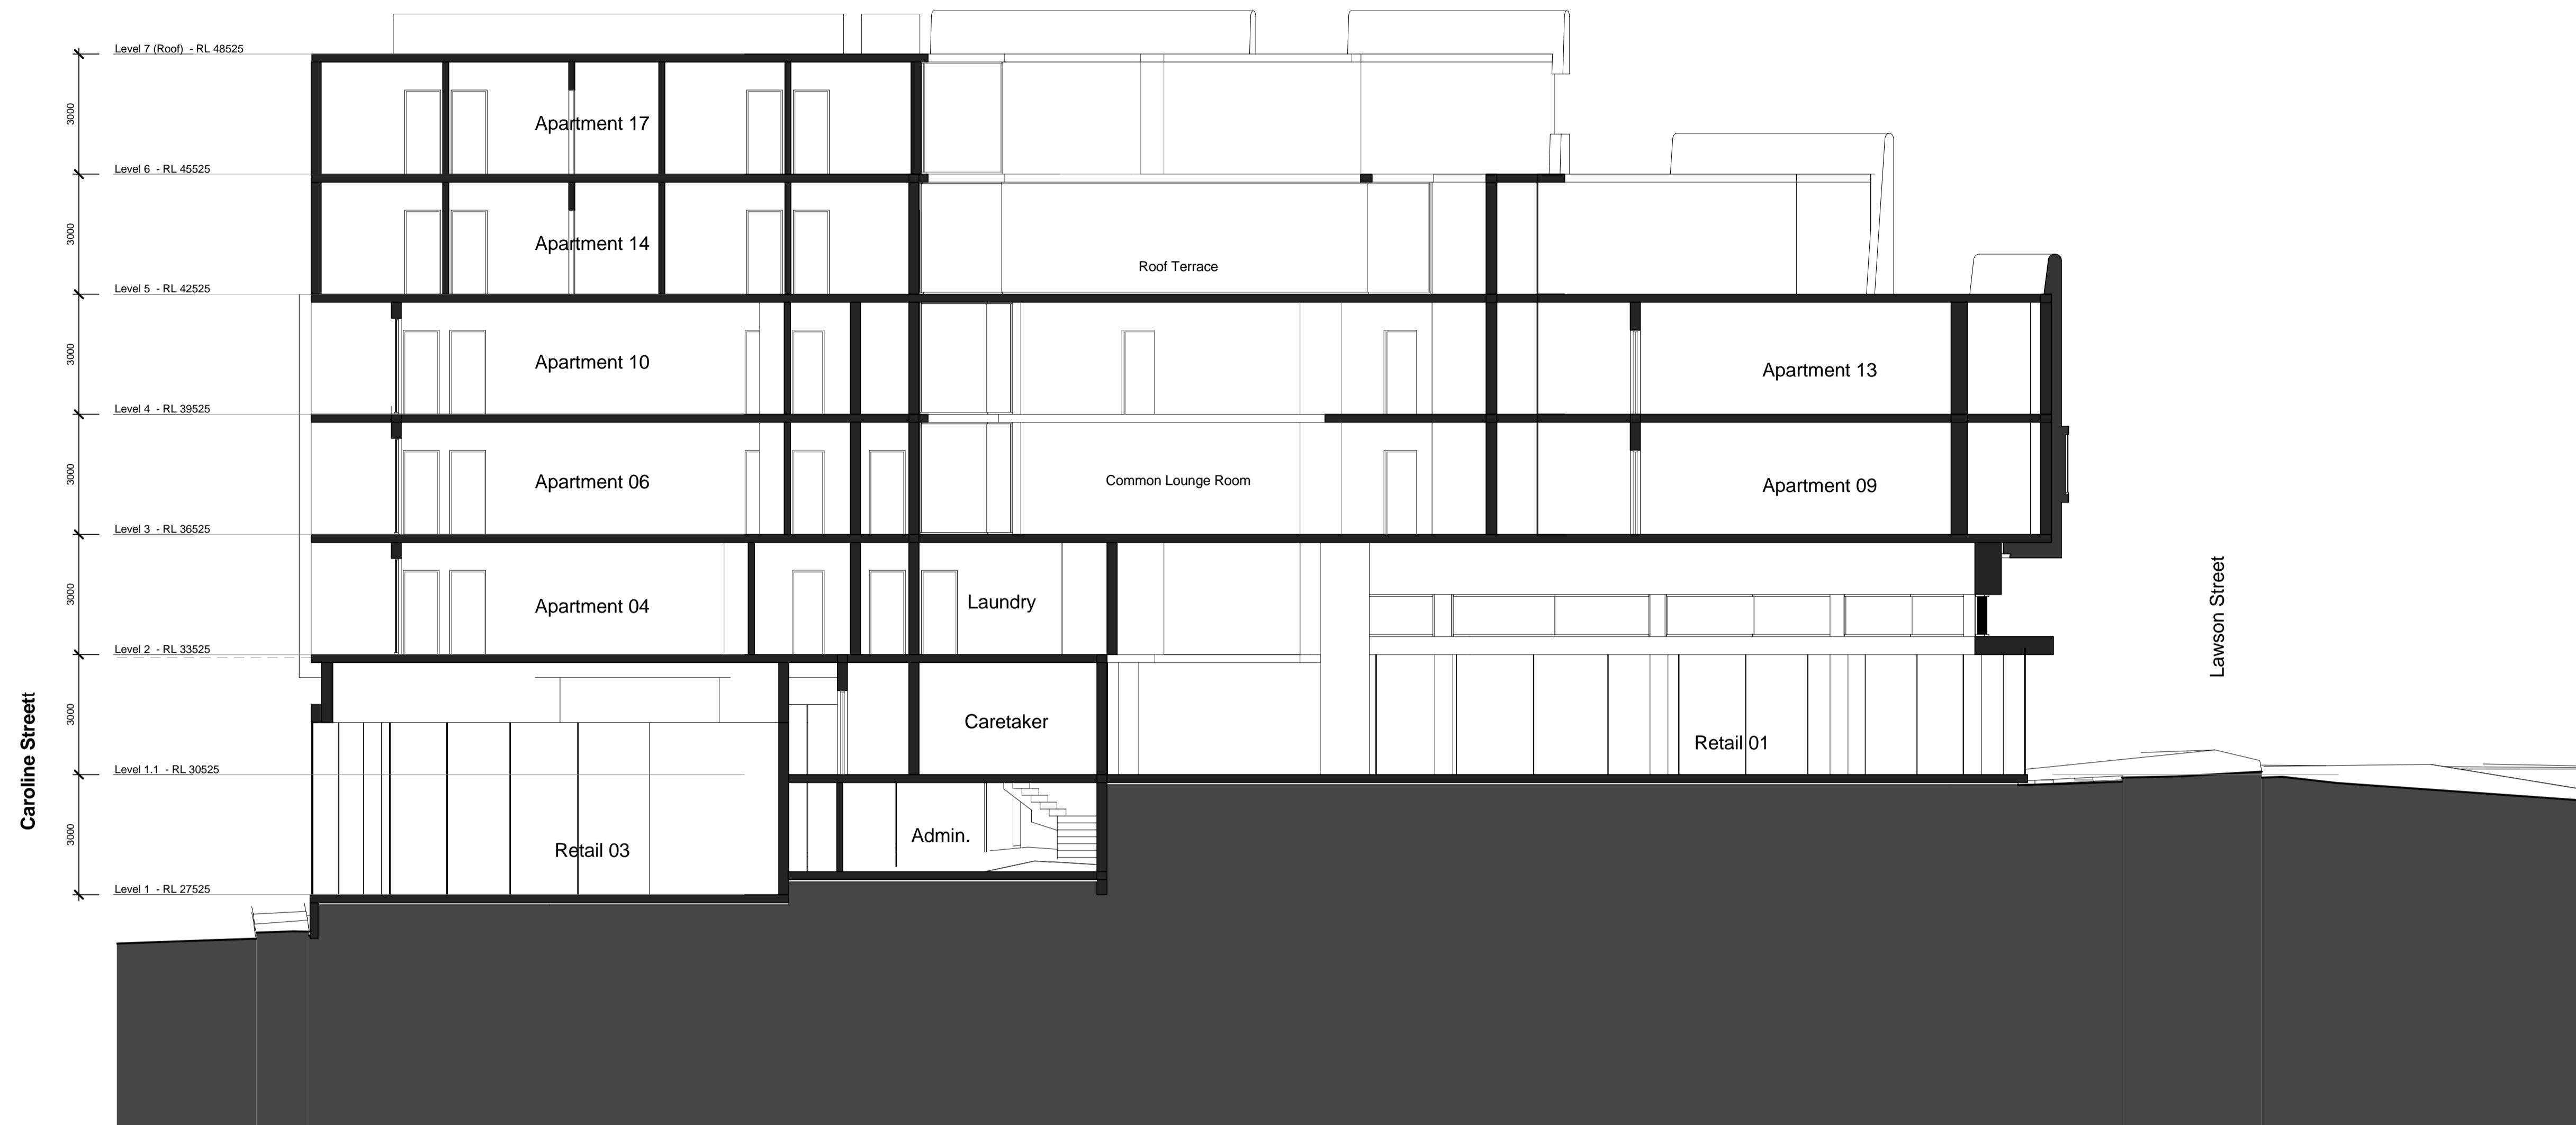 Level 7 (Roof)  - RL 48525
3000
Apartment 17
Level 6  - RL 45525
3000
Apartment 14
Roof Terrace
Level 5  - RL 42525
3000
Apartment 10
Apartment 13
Level 4  - RL 39525
3000
Apartment 06
Common Lounge Room
Apartment 09
Level 3  - RL 36525
3000
Apartment 04
Laundry
Lawson Street
Level 2  - RL 33525
3000
Caretaker
Retail 01
Caroline Streett
Level 1.1  - RL 30525
3000
Retail 03
Admin.
Level 1  - RL 27525